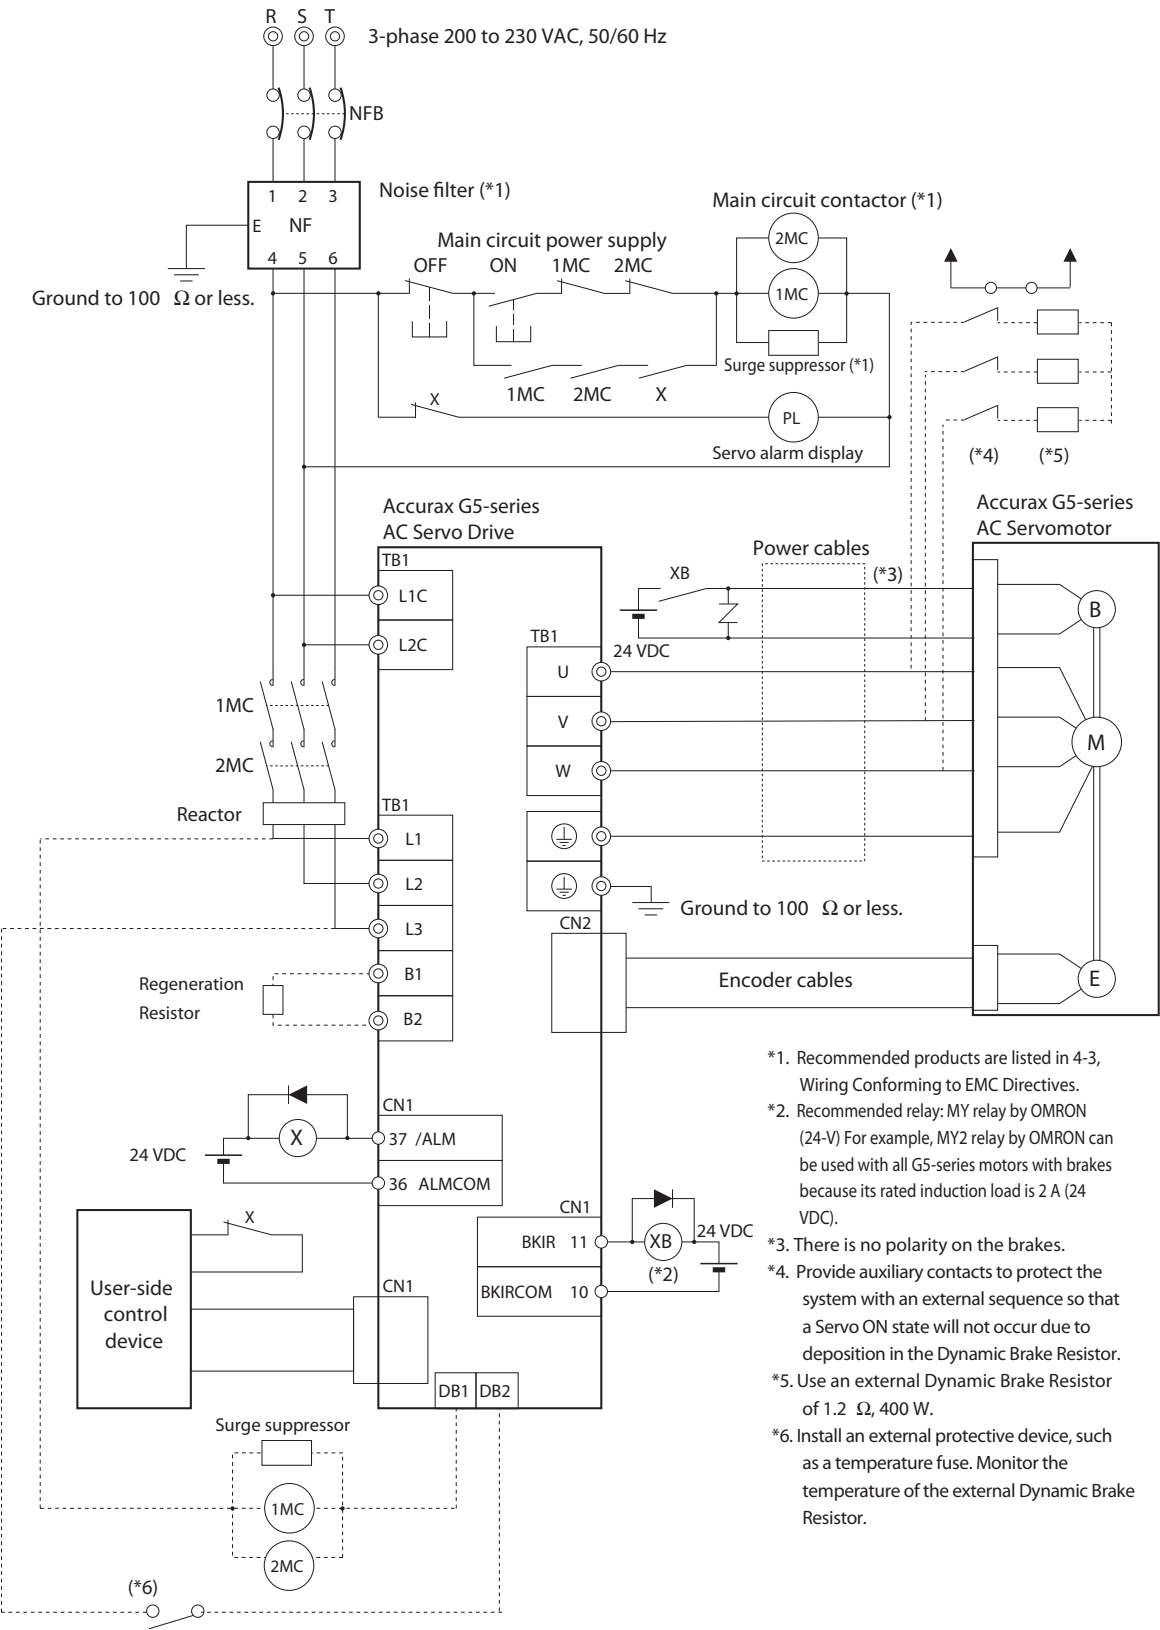 R S T
3-phase 200 to 230 VAC, 50/60 Hz
NFB
1 2 3
Noise filter (*1)
E NF
4 5 6
Ground to 100 Ω or less.
Main circuit contactor (*1)
2MC
Main circuit power supply
OFF ON 1MC 2MC
1MC
Surge suppressor (*1)
1MC 2MC X
X
PL
Servo alarm display
(*4) (*5)
Accurax G5-series
AC Servo Drive
Accurax G5-series
AC Servomotor
TB1
L1C
L2C
Power cables
(*3)
XB
24 VDC
B
TB1
U
V
W
M
1MC
2MC
Reactor
TB1
L1
L2
L3
B1
B2
Regeneration
Resistor
Ground to 100 Ω or less.
CN2
Encoder cables
E
CN1
37 /ALM
36 ALMCOM
X
24 VDC
CN1
BKIR 11
BKIRCOM 10
XB
(*2)
24 VDC
X
User-side
control
device
CN1
DB1 DB2
Surge suppressor
1MC
2MC
(*6)
*1. Recommended products are listed in 4-3,
Wiring Conforming to EMC Directives.
*2. Recommended relay: MY relay by OMRON
(24-V) For example, MY2 relay by OMRON can
be used with all G5-series motors with brakes
because its rated induction load is 2 A (24
VDC).
*3. There is no polarity on the brakes.
*4. Provide auxiliary contacts to protect the
system with an external sequence so that
a Servo ON state will not occur due to
deposition in the Dynamic Brake Resistor.
*5. Use an external Dynamic Brake Resistor
of 1.2 Ω, 400 W.
*6. Install an external protective device, such
as a temperature fuse. Monitor the
temperature of the external Dynamic Brake
Resistor.